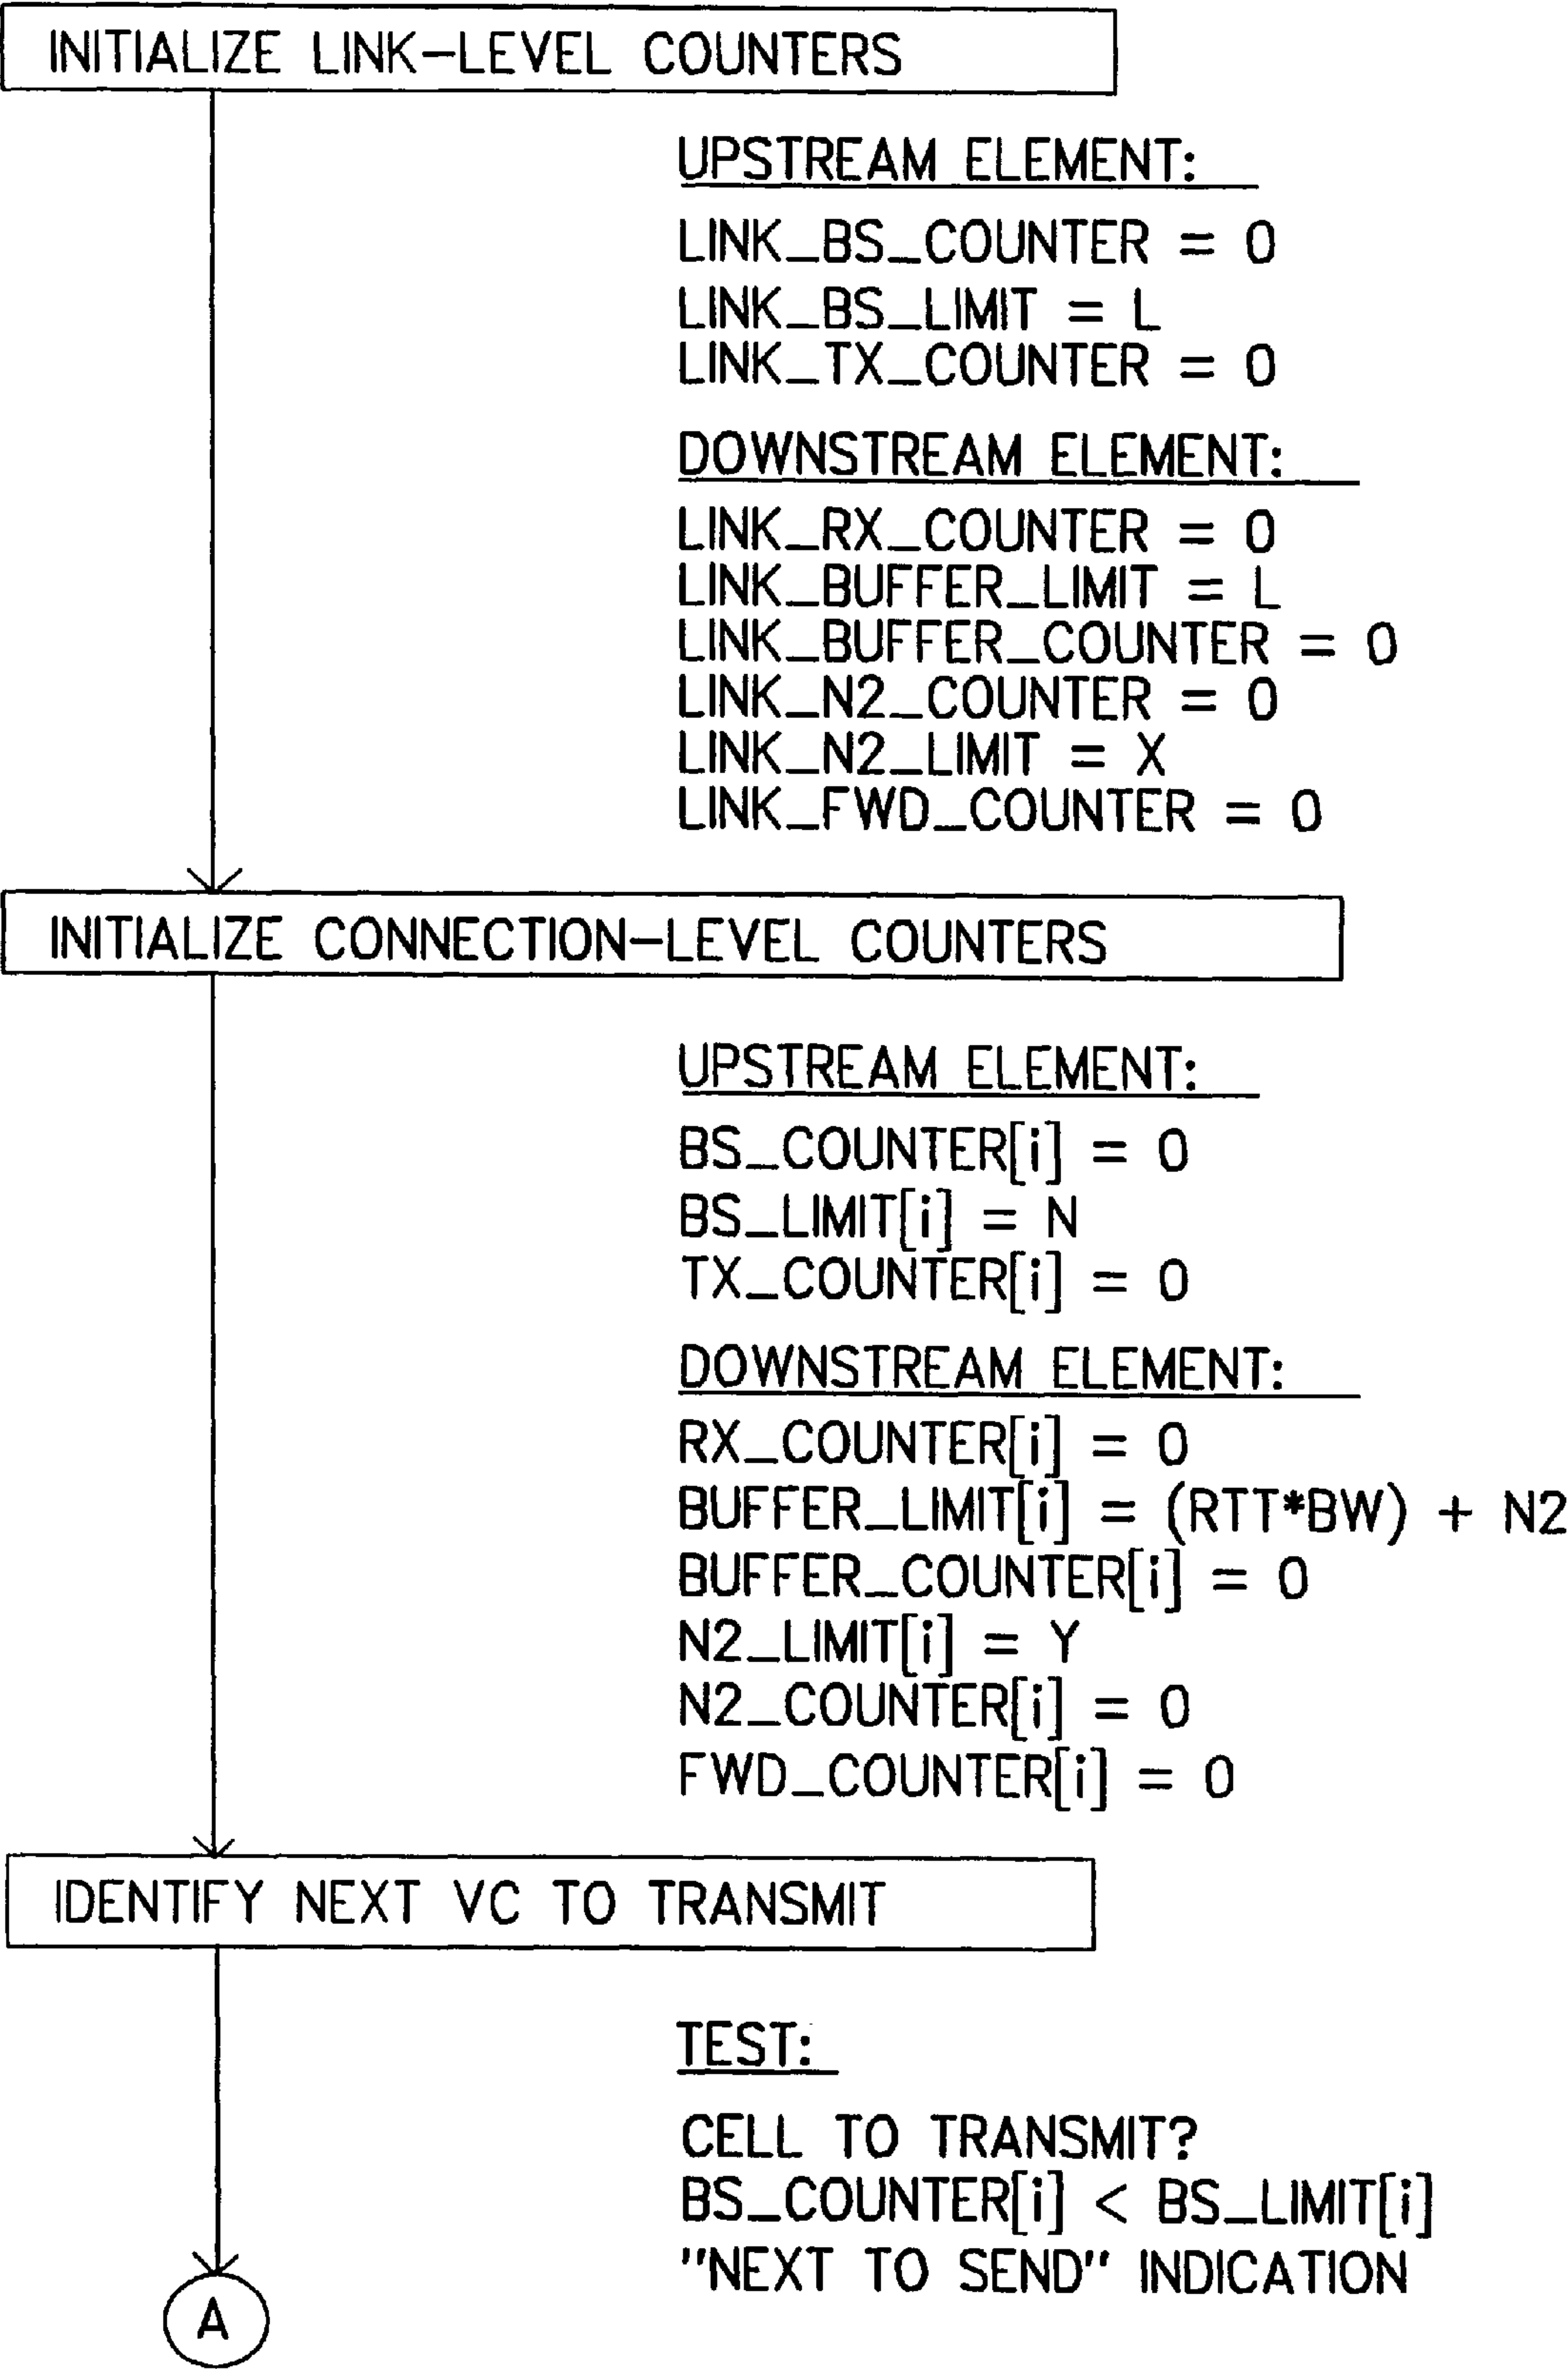 INITIALIZE LINK-LEVEL COUNTERS
UPSTREAM ELEMENT:
LINK_BS_COUNTER = 0
LINK_BS_LIMIT = L
LINK_TX_COUNTER = 0
DOWNSTREAM ELEMENT:
LINK_RX_COUNTER = 0
LINK_BUFFER_LIMIT = L
LINK_BUFFER_COUNTER = 0
LINK_N2_COUNTER = 0
LINK_N2_LIMIT = X
LINK_FWD_COUNTER = 0
INITIALIZE CONNECTION-LEVEL COUNTERS
UPSTREAM ELEMENT:
BS_COUNTER[i] = 0
BS_LIMIT[i] = N
TX_COUNTER[i] = 0
DOWNSTREAM ELEMENT:
RX_COUNTER[i] = 0
BUFFER_LIMIT[i] = (RTT*BW) + N2
BUFFER_COUNTER[i] = 0
N2_LIMIT[i] = Y
N2_COUNTER[i] = 0
FWD_COUNTER[i] = 0
IDENTIFY NEXT VC TO TRANSMIT
TEST:
CELL TO TRANSMIT?
BS_COUNTER[i] < BS_LIMIT[i]
"NEXT TO SEND" INDICATION
A